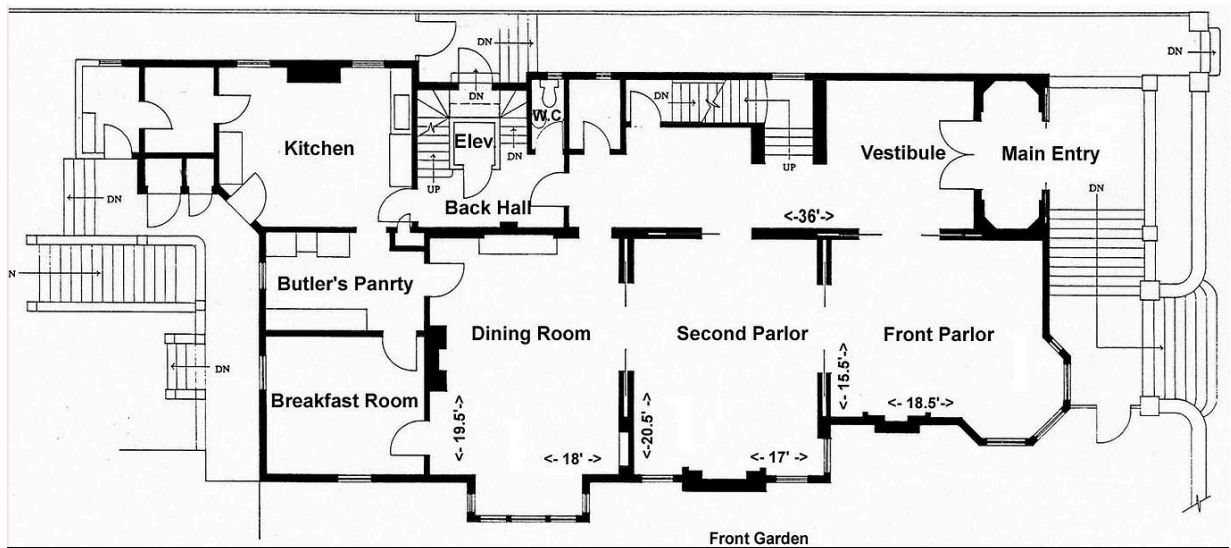 DN
DN
DN
W.C
Elev.
Kitchen
DN
DN
UP
UP
Vestibule
Main Entry
DN
DN
Back Hall
<-36'->
N
Butler's Panrty
Dining Room
Second Parlor
Front Parlor
DN
DN
Breakfast Room
<- 19.5'->
<- 18' ->
<-20.5' ->
<- 17' ->
<- 15.5'->
<- 18.5'->
Front Garden